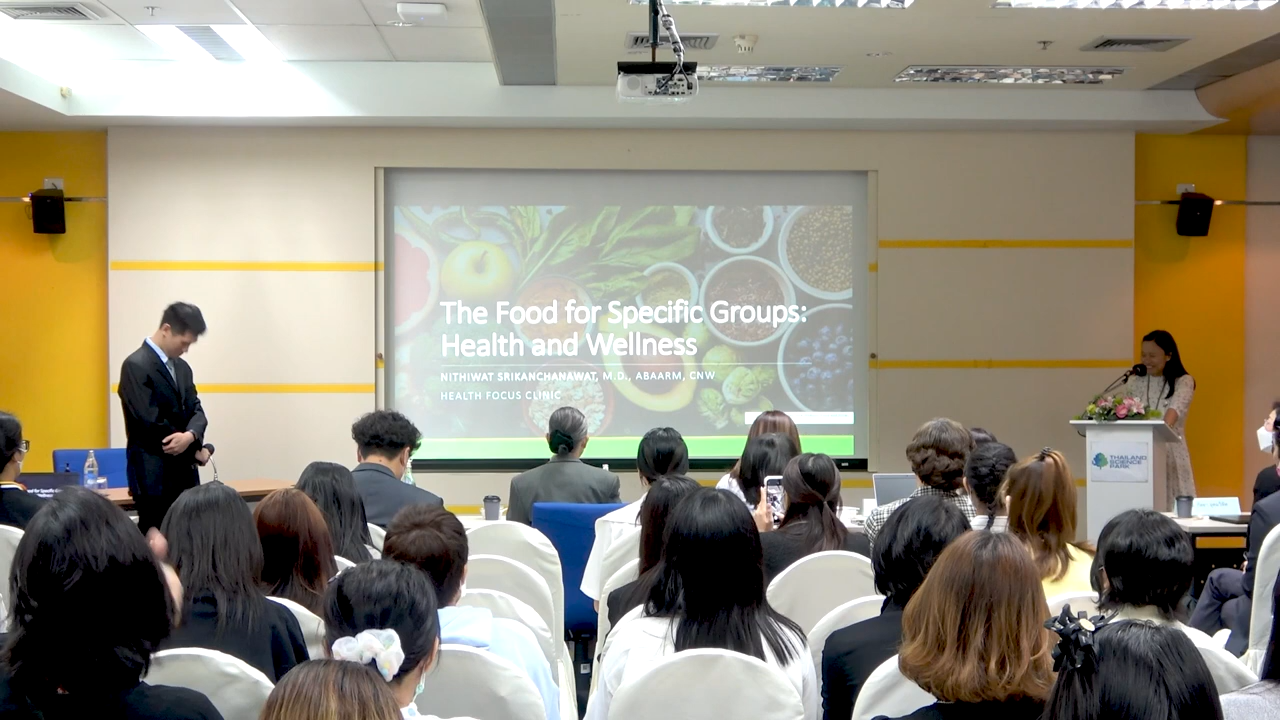 The Food for Specific Groups:
Health and Wellness
NITHIWAT SRIKANCHANAWAT, M.D., ABAARM, CNW
HEALTH FOCUS CLINIC
THAILAND
SCIENCE
PARK